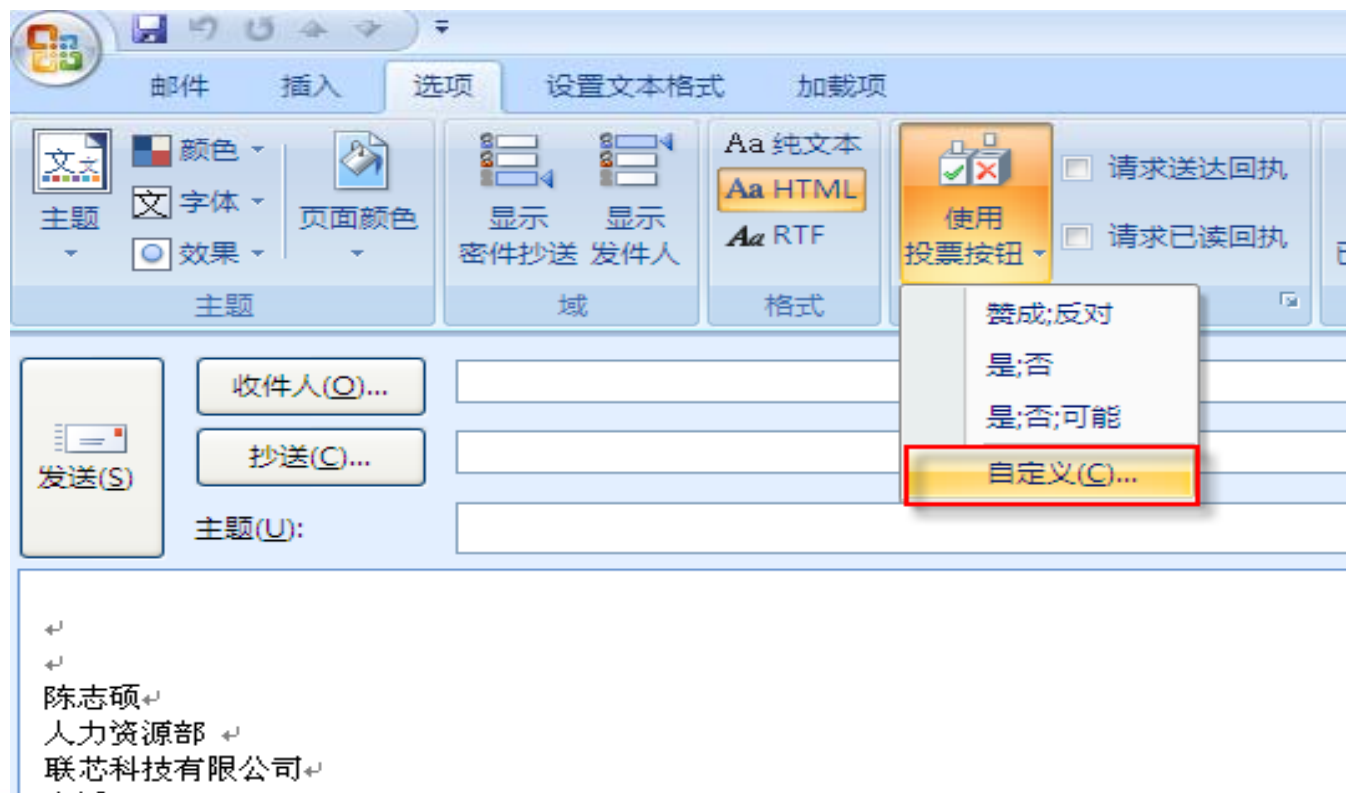 邮件 插入 选项 设置文本格式 加载项
文文 颜色 Aa 纯文本 请求送达回执
主题 文 字体 页面颜色 显示 密件抄送 显示 发件人 Aa HTML 使用 投票按钮
效果 Aa RTF 请求已读回执
主题 域 格式
赞成;反对
是;否
是;否;可能
自定义(C)...
发送(S)
收件人(O)...
抄送(C)...
主题(U):
陈志硕
人力资源部
联芯科技有限公司